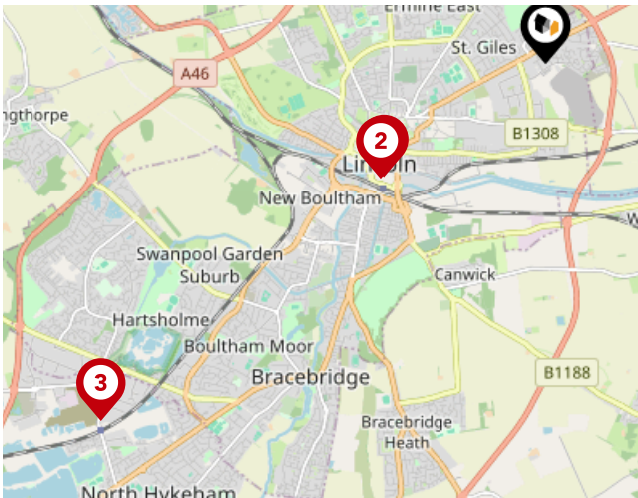 Ermine East
St. Giles
A46
ngthorpe
B1308
2
Lincoln
New Boultham
W
Swanpool Garden
Suburb
Canwick
Hartsholme
Boultham Moor
B1188
Bracebridge
3
Bracebridge
Heath
North Hykeham